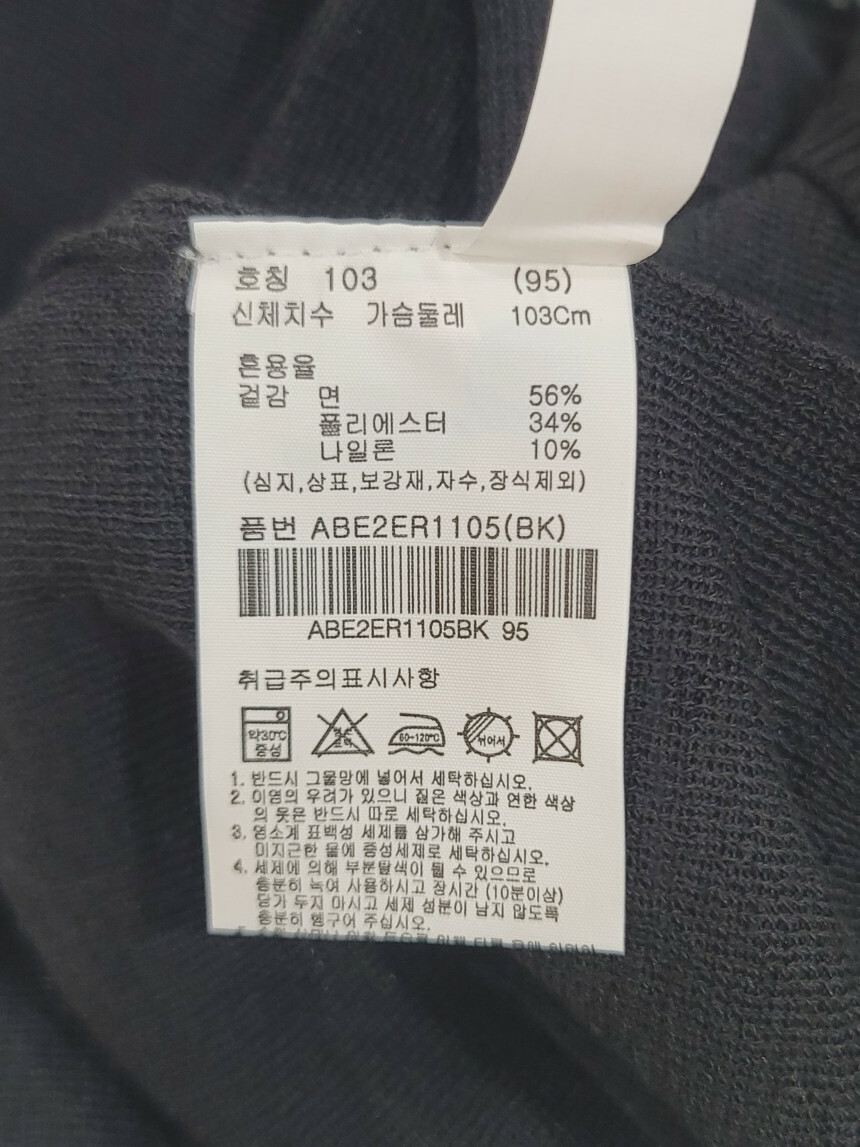 호칭 103 (95)
신체치수 가슴둘레 103Cm
혼용율
겉감 면 56%
폴리에스터 34%
나일론 10%
(심지,상표,보강재,자수,장식제외)
품번 ABE2ER1105(BK)
ABE2ER1105BK 95
취급주의표시사항
약30℃
중성
60~120℃
뉘어서
1. 반드시 그물망에 넣어서 세탁하십시오.
2. 이염의 우려가 있으니 짙은 색상과 연한 색상
의 옷은 반드시 따로 세탁하십시오.
3. 염소계 표백성 세제를 삼가해 주시고
미지근한 물에 중성세제로 세탁하십시오.
4. 세제에 의해 부분탈색이 될 수 있으므로
충분히 녹여 사용하시고 장시간 (10분이상)
담가 두지 마시고 세제 성분이 남지 않도록
충분히 헹구어 주십시오.